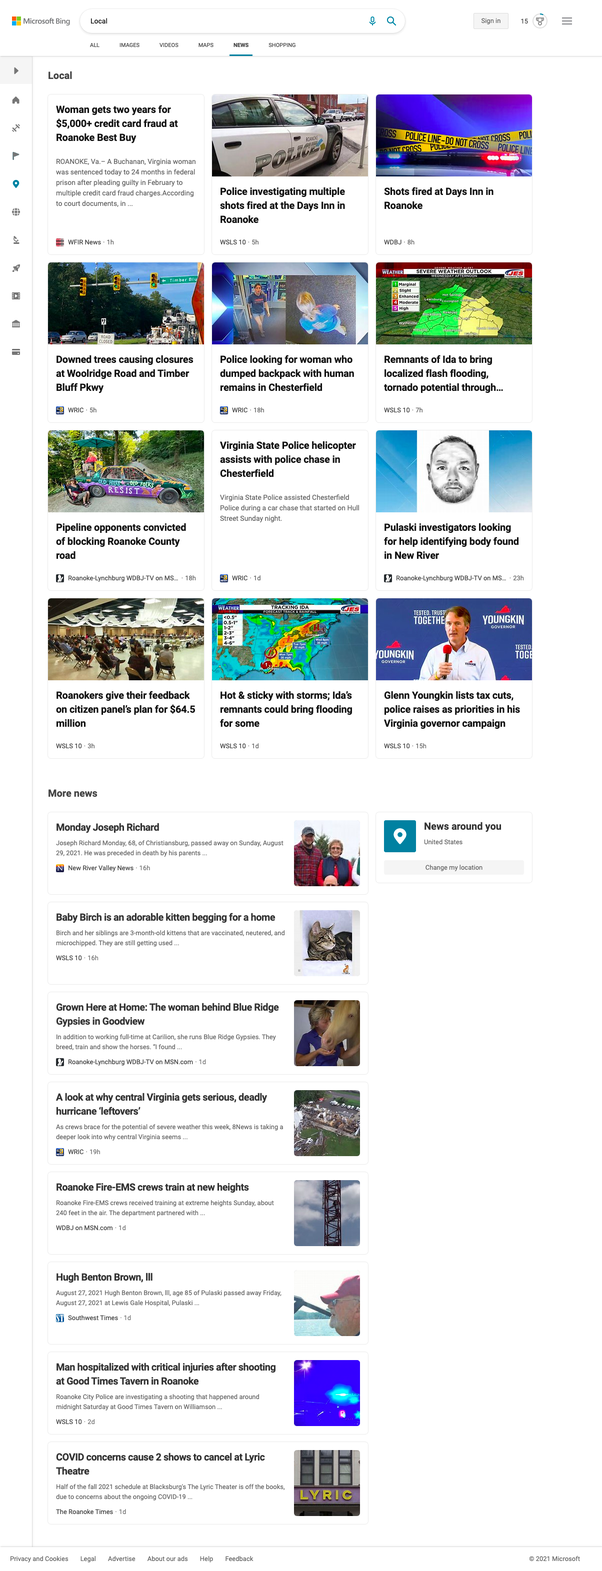 Microsoft Bing
Local
Sign in
15
ALL
IMAGES
VIDEOS
MAPS
NEWS
SHOPPING
Local
Woman gets two years for
$5,000+ credit card fraud at
Roanoke Best Buy
ROANOKE, Va.– A Buchanan, Virginia woman
was sentenced today to 24 months in federal
prison after pleading guilty in February to
multiple credit card fraud charges.According
to court documents, in ...
WFIR News · 1h
POLICE
Police investigating multiple
shots fired at the Days Inn in
Roanoke
WSLS 10 · 5h
POLICE LINE-DO NOT CROSS
Shots fired at Days Inn in
Roanoke
WDBJ · 8h
ROAD
CLOSED
Downed trees causing closures
at Woolridge Road and Timber
Bluff Pkwy
WRIC · 5h
Police looking for woman who
dumped backpack with human
remains in Chesterfield
WRIC · 18h
WEATHER
SEVERE WEATHER OUTLOOK
Marginal
Slight
Enhanced
Moderate
High
Remnants of Ida to bring
localized flash flooding,
tornado potential through…
WSLS 10 · 7h
RESIST
Pipeline opponents convicted
of blocking Roanoke County
road
Roanoke-Lynchburg WDBJ-TV on MS… · 18h
Virginia State Police helicopter
assists with police chase in
Chesterfield
Virginia State Police assisted Chesterfield
Police during a car chase that started on Hull
Street Sunday night.
WRIC · 1d
Pulaski investigators looking
for help identifying body found
in New River
Roanoke-Lynchburg WDBJ-TV on MS… · 23h
Roanokers give their feedback
on citizen panel's plan for $64.5
million
WSLS 10 · 3h
WEATHER
TRACKING IDA
<0.5"
0.5-1"
1-2"
2-3"
3-4"
4-6"
Hot & sticky with storms; Ida's
remnants could bring flooding
for some
WSLS 10 · 1d
TESTED. TRUST
TOGETHE
YOUNGKIN
GOVERNOR
Glenn Youngkin lists tax cuts,
police raises as priorities in his
Virginia governor campaign
WSLS 10 · 15h
More news
Monday Joseph Richard
Joseph Richard Monday, 68, of Christiansburg, passed away on Sunday, August
29, 2021. He was preceded in death by his parents ...
New River Valley News · 16h
News around you
United States
Change my location
Baby Birch is an adorable kitten begging for a home
Birch and her siblings are 3-month-old kittens that are vaccinated, neutered, and
microchipped. They are still getting used ...
WSLS 10 · 16h
Grown Here at Home: The woman behind Blue Ridge
Gypsies in Goodview
In addition to working full-time at Carilion, she runs Blue Ridge Gypsies. They
breed, train and show the horses. "I found ...
Roanoke-Lynchburg WDBJ-TV on MSN.com · 1d
A look at why central Virginia gets serious, deadly
hurricane 'leftovers'
As crews brace for the potential of severe weather this week, 8News is taking a
deeper look into why central Virginia seems ...
WRIC · 19h
Roanoke Fire-EMS crews train at new heights
Roanoke Fire-EMS crews received training at extreme heights Sunday, about
240 feet in the air. The department partnered with ...
WDBJ on MSN.com · 1d
Hugh Benton Brown, lll
August 27, 2021 Hugh Benton Brown, lll, age 85 of Pulaski passed away Friday,
August 27, 2021 at Lewis Gale Hospital, Pulaski ...
Southwest Times · 1d
Man hospitalized with critical injuries after shooting
at Good Times Tavern in Roanoke
Roanoke City Police are investigating a shooting that happened around
midnight Saturday at Good Times Tavern on Williamson ...
WSLS 10 · 2d
COVID concerns cause 2 shows to cancel at Lyric
Theatre
Half of the fall 2021 schedule at Blacksburg's The Lyric Theater is off the books,
due to concerns about the ongoing COVID-19 ...
The Roanoke Times · 1d
LYRIC
Privacy and Cookies
Legal
Advertise
About our ads
Help
Feedback
© 2021 Microsoft